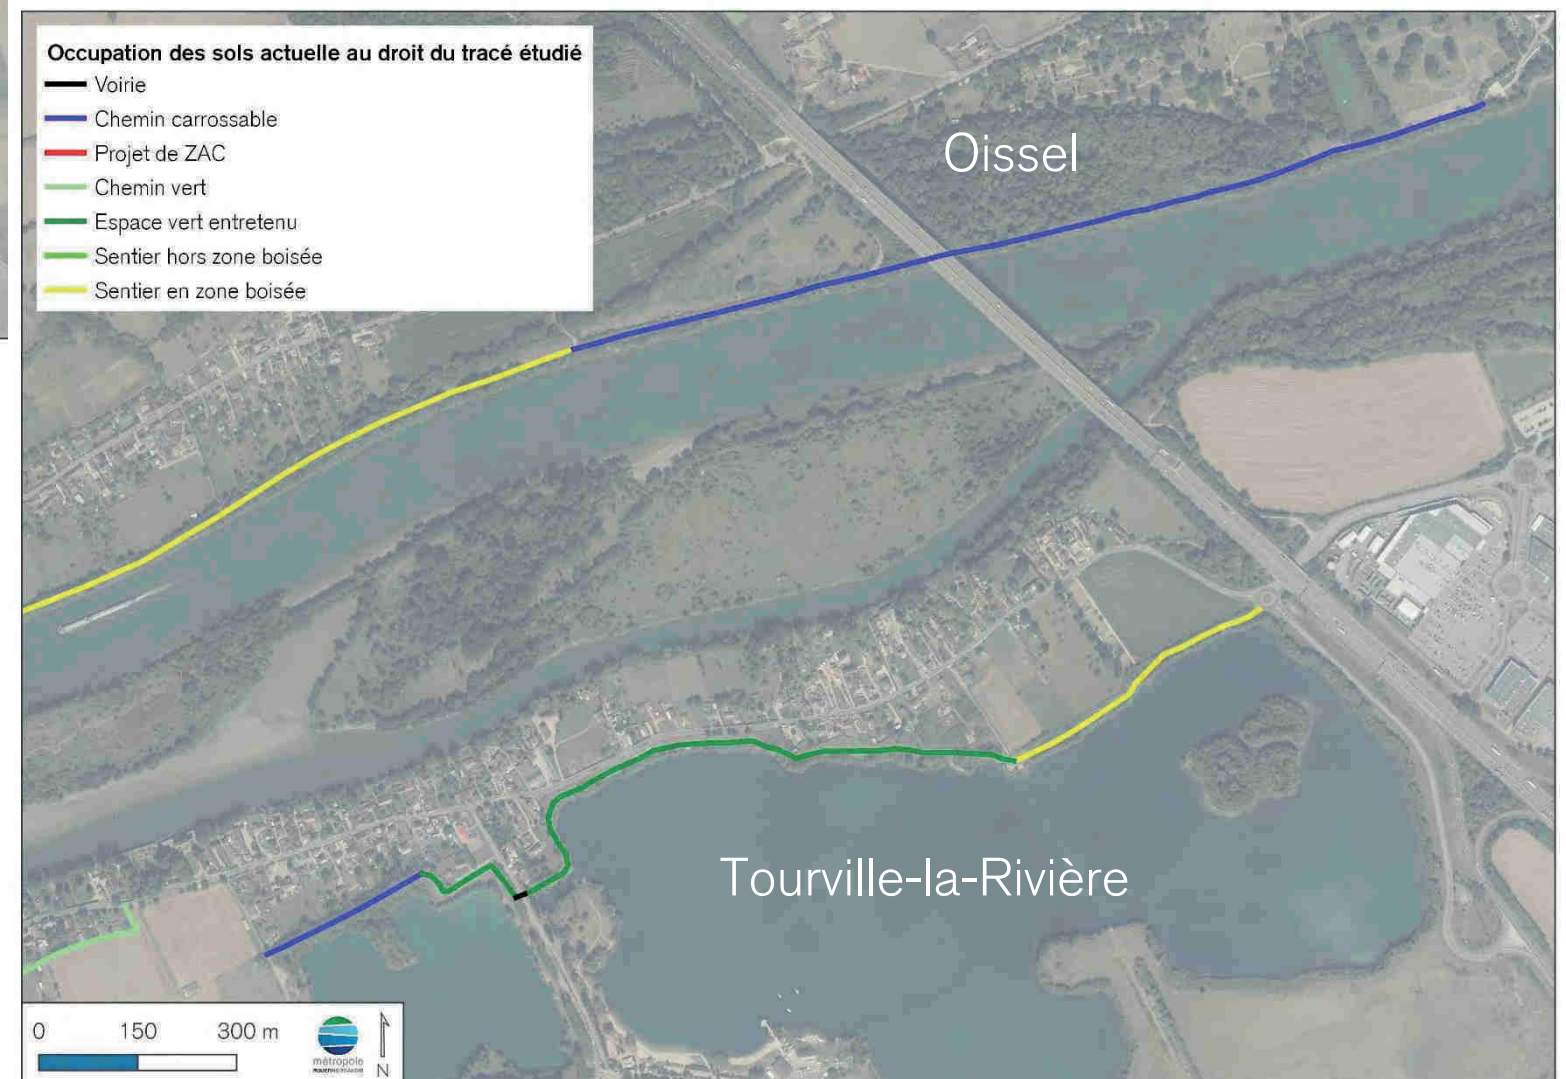 Occupation des sols actuelle au droit du tracé étudié
Voirie
Chemin carrossable
Projet de ZAC
Chemin vert
Espace vert entretenu
Sentier hors zone boisée
Sentier en zone boisée
Oissel
Tourville-la-Rivière
0 150 300 m
métropole
ROUENNORMANDIE
N